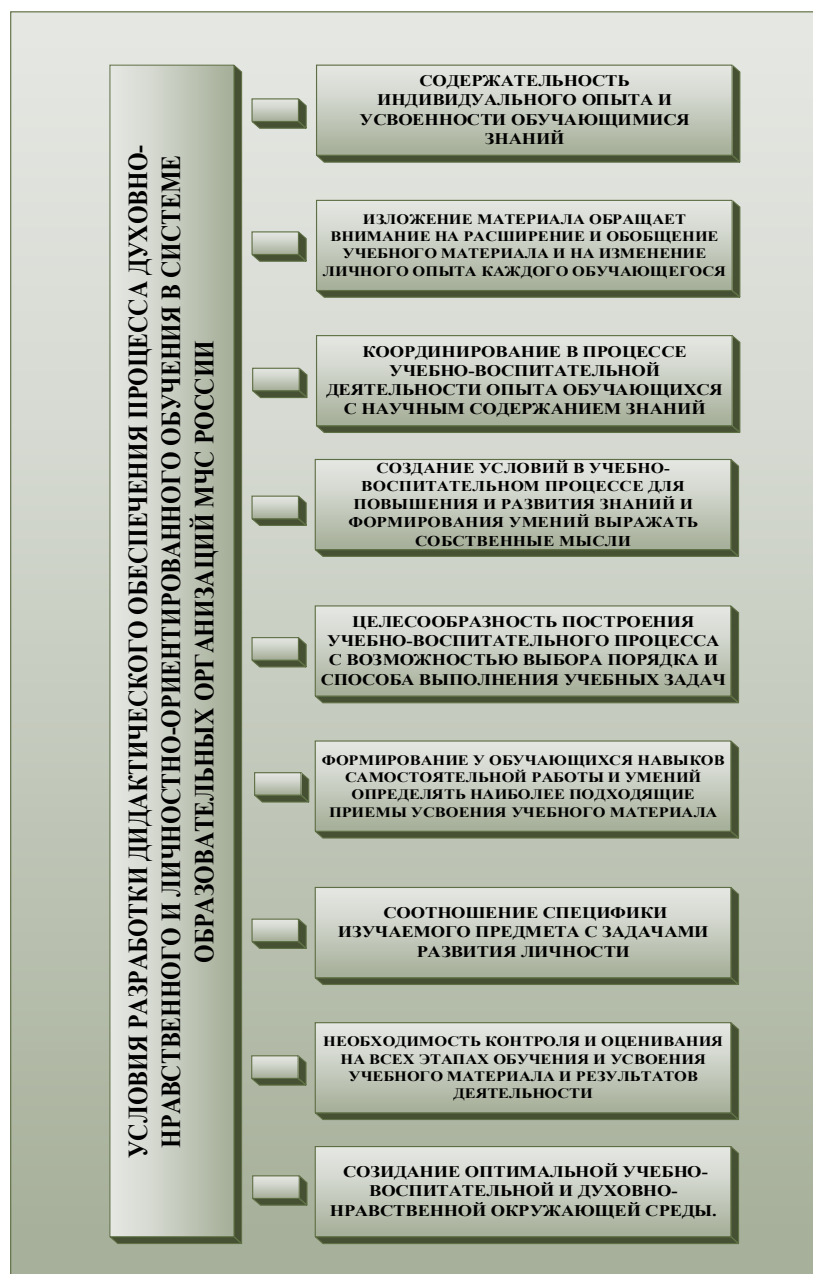 УСЛОВИЯ РАЗРАБОТКИ ДИДАКТИЧЕСКОГО ОБЕСПЕЧЕНИЯ ПРОЦЕССА ДУХОВНО-
НРАВСТВЕННОГО И ЛИЧНОСТНО-ОРИЕНТИРОВАННОГО ОБУЧЕНИЯ В СИСТЕМЕ
ОБРАЗОВАТЕЛЬНЫХ ОРГАНИЗАЦИЙ МЧС РОССИИ
СОДЕРЖАТЕЛЬНОСТЬ
ИНДИВИДУАЛЬНОГО ОПЫТА И
УСВОЕННОСТИ ОБУЧАЮЩИМИСЯ
ЗНАНИЙ
ИЗЛОЖЕНИЕ МАТЕРИАЛА ОБРАЩАЕТ
ВНИМАНИЕ НА РАСШИРЕНИЕ И ОБОБЩЕНИЕ
УЧЕБНОГО МАТЕРИАЛА И НА ИЗМЕНЕНИЕ
ЛИЧНОГО ОПЫТА КАЖДОГО ОБУЧАЮЩЕГОСЯ
КООРДИНИРОВАНИЕ В ПРОЦЕССЕ
УЧЕБНО-ВОСПИТАТЕЛЬНОЙ
ДЕЯТЕЛЬНОСТИ ОПЫТА ОБУЧАЮЩИХСЯ
С НАУЧНЫМ СОДЕРЖАНИЕМ ЗНАНИЙ
СОЗДАНИЕ УСЛОВИЙ В УЧЕБНО-
ВОСПИТАТЕЛЬНОМ ПРОЦЕССЕ ДЛЯ
ПОВЫШЕНИЯ И РАЗВИТИЯ ЗНАНИЙ И
ФОРМИРОВАНИЯ УМЕНИЙ ВЫРАЖАТЬ
СОБСТВЕННЫЕ МЫСЛИ
ЦЕЛЕСООБРАЗНОСТЬ ПОСТРОЕНИЯ
УЧЕБНО-ВОСПИТАТЕЛЬНОГО ПРОЦЕССА
С ВОЗМОЖНОСТЬЮ ВЫБОРА ПОРЯДКА И
СПОСОБА ВЫПОЛНЕНИЯ УЧЕБНЫХ ЗАДАЧ
ФОРМИРОВАНИЕ У ОБУЧАЮЩИХСЯ НАВЫКОВ
САМОСТОЯТЕЛЬНОЙ РАБОТЫ И УМЕНИЙ
ОПРЕДЕЛЯТЬ НАИБОЛЕЕ ПОДХОДЯЩИЕ
ПРИЕМЫ УСВОЕНИЯ УЧЕБНОГО МАТЕРИАЛА
СООТНОШЕНИЕ СПЕЦИФИКИ
ИЗУЧАЕМОГО ПРЕДМЕТА С ЗАДАЧАМИ
РАЗВИТИЯ ЛИЧНОСТИ
НЕОБХОДИМОСТЬ КОНТРОЛЯ И ОЦЕНИВАНИЯ
НА ВСЕХ ЭТАПАХ ОБУЧЕНИЯ И УСВОЕНИЯ
УЧЕБНОГО МАТЕРИАЛА И РЕЗУЛЬТАТОВ
ДЕЯТЕЛЬНОСТИ
СОЗИДАНИЕ ОПТИМАЛЬНОЙ УЧЕБНО-
ВОСПИТАТЕЛЬНОЙ И ДУХОВНО-
НРАВСТВЕННОЙ ОКРУЖАЮЩЕЙ СРЕДЫ.